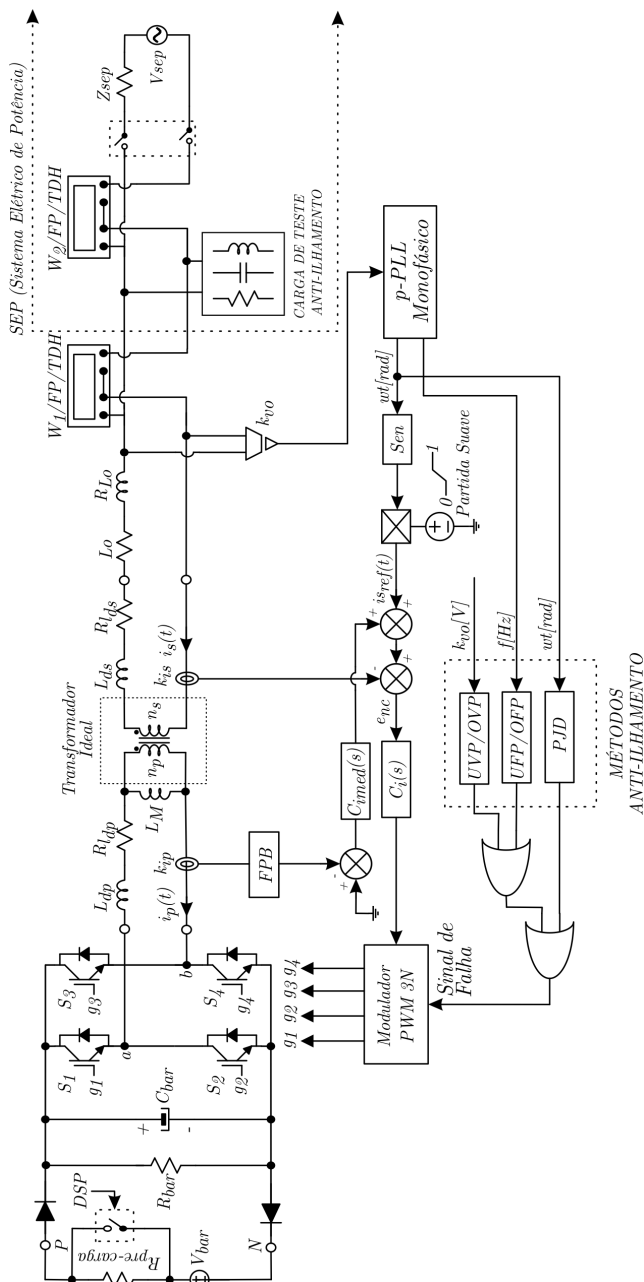 SEP (Sistema Elétrico de Potência)
W1/FP/TDH
W2/FP/TDH
Zsep
Vsep
CARGA DE TESTE
ANTI-ILHAMENTO
DSP
P
Rpre-carga
Vbar
N
Rbar
Cbar
+
-
S1
g1
S2
g2
S3
g3
S4
g4
a
b
Ldp
Rldp
LM
ip(t)
kip
Transformador
Ideal
np
ns
Lds
Rlds
kis
is(t)
Lo
RLo
kvo
FPB
-
+
Cimed(s)
+
isref(t)
+
-
+
enc
Ci(s)
Modulador
PWM 3N
g1
g2
g3
g4
Sinal de
Falha
p-PLL
Monofásico
wt[rad]
Sen
0
1
Partida Suave
kvo[V]
f[Hz]
wt[rad]
UVP/OVP
UFP/OFP
PJD
MÉTODOS
ANTI-ILHAMENTO